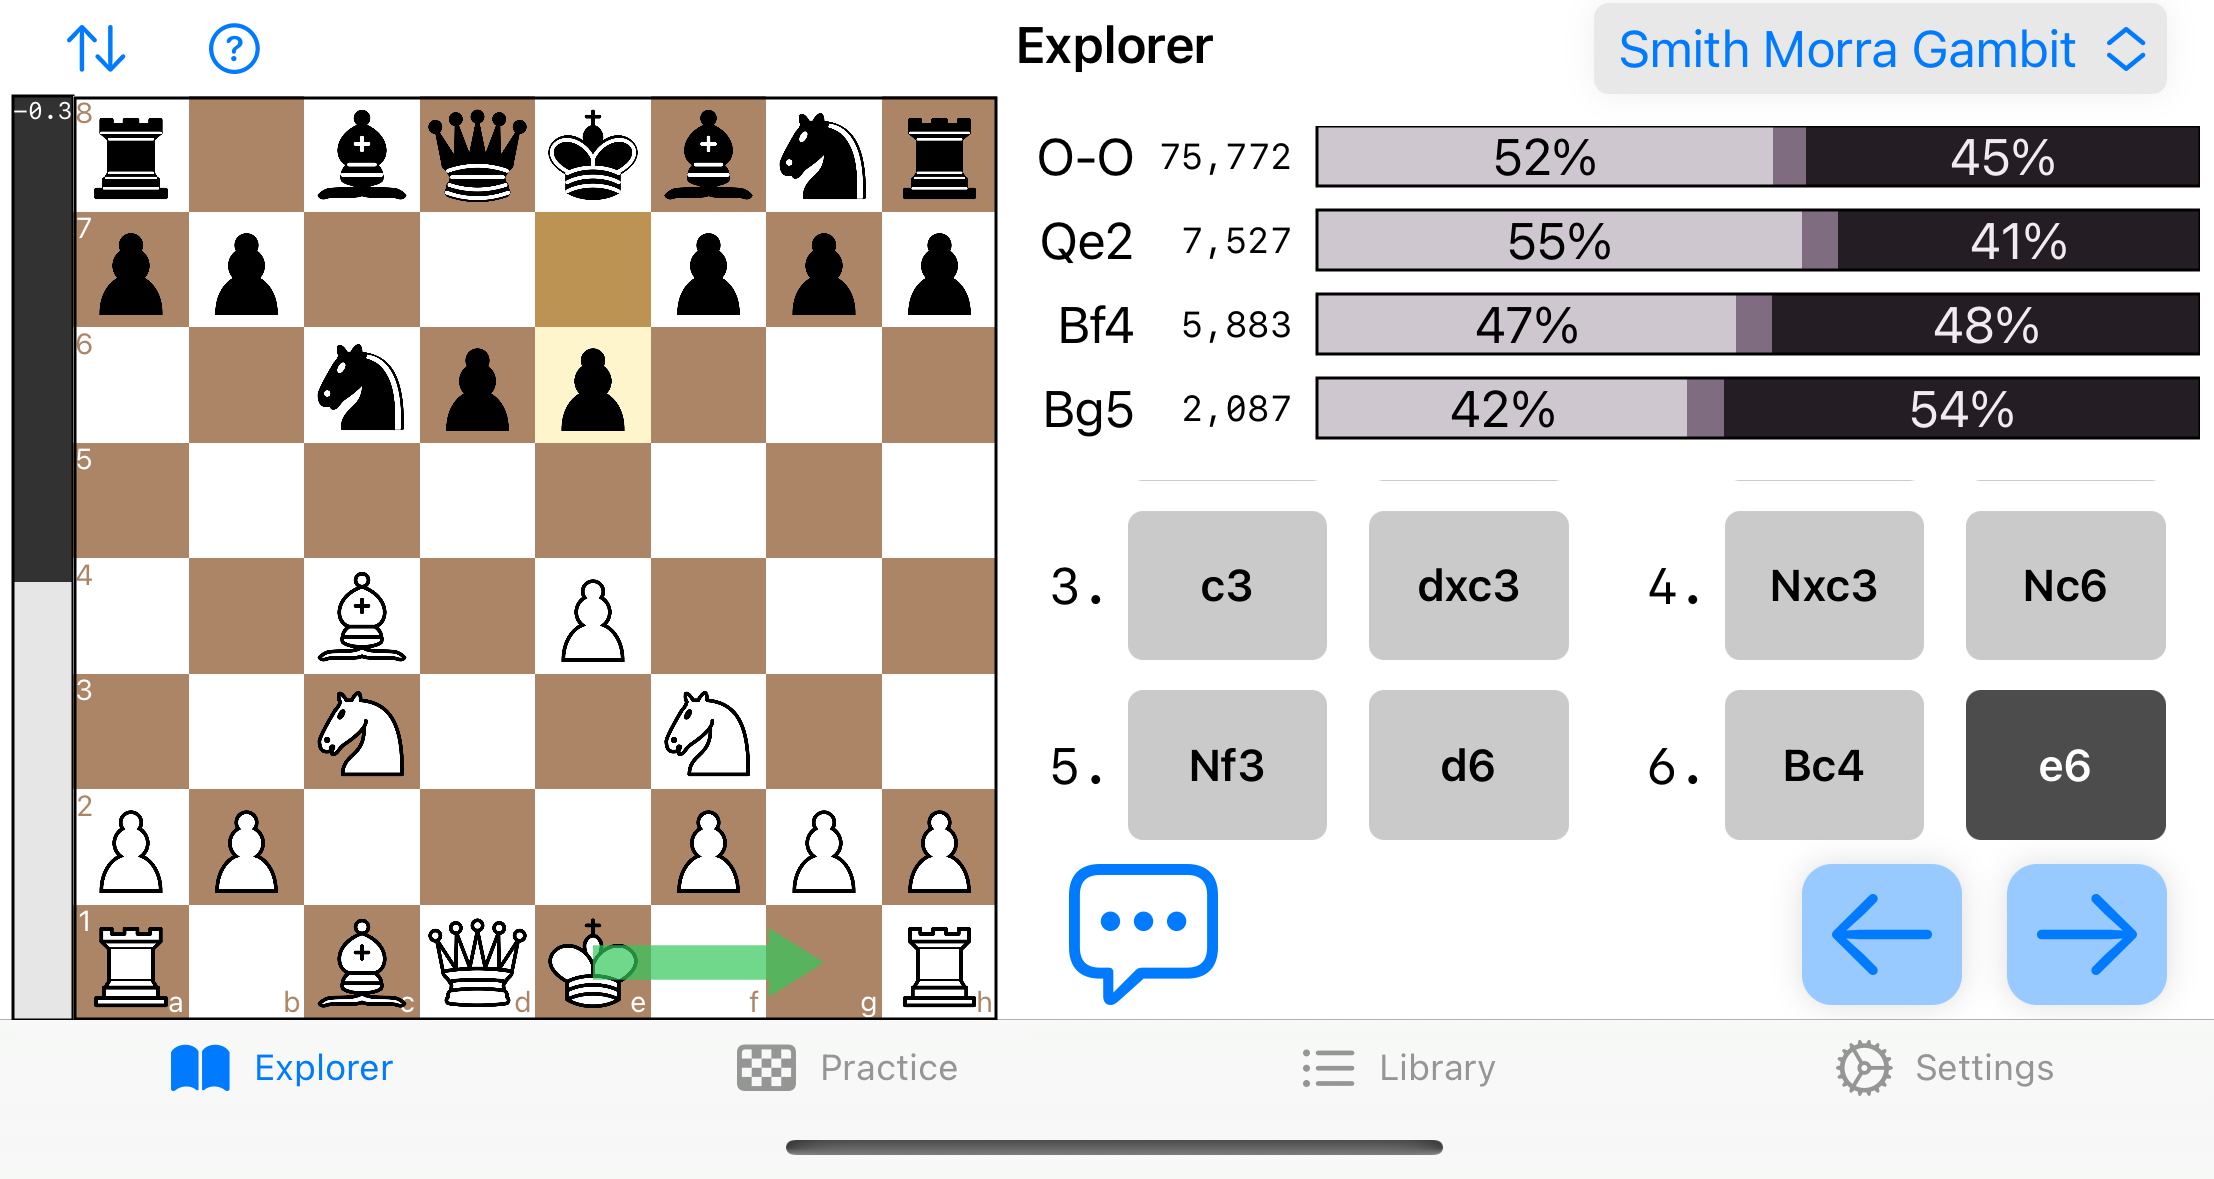 ?
Explorer
Smith Morra Gambit
-0.3
8
7
6
5
4
3
2
1
a b c d e f g h
O-O 75,772 52% 45%
Qe2 7,527 55% 41%
Bf4 5,883 47% 48%
Bg5 2,087 42% 54%
3. c3 dxc3 4. Nxc3 Nc6
5. Nf3 d6 6. Bc4 e6
Explorer Practice Library Settings